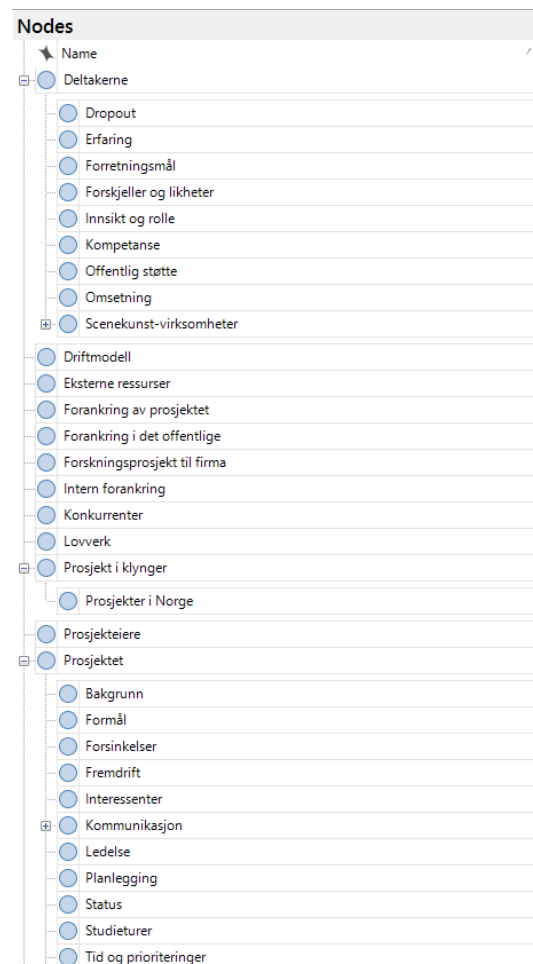 Nodes
Name
Deltakerne
Dropout
Erfaring
Forretningsmål
Forskjeller og likheter
Innsikt og rolle
Kompetanse
Offentlig støtte
Omsetning
Scenekunst-virksomheter
Driftmodell
Eksterne ressurser
Forankring av prosjektet
Forankring i det offentlige
Forskningsprosjekt til firma
Intern forankring
Konkurrenter
Lovverk
Prosjekt i klynger
Prosjekter i Norge
Prosjekteiere
Prosjektet
Bakgrunn
Formål
Forsinkelser
Fremdrift
Interessenter
Kommunikasjon
Ledelse
Planlegging
Status
Studieturer
Tid og prioriteringer